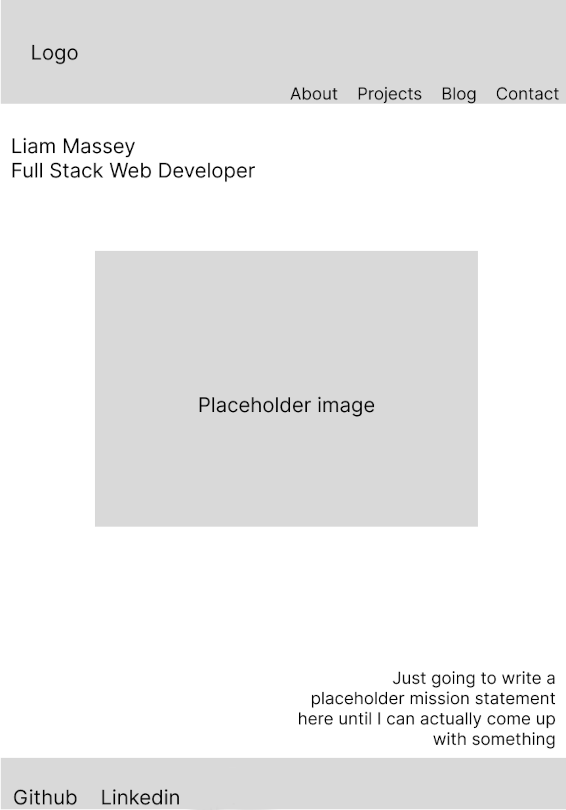 Logo
About Projects Blog Contact
Liam Massey
Full Stack Web Developer
Placeholder image
Just going to write a
placeholder mission statement
here until I can actually come up
with something
Github Linkedin